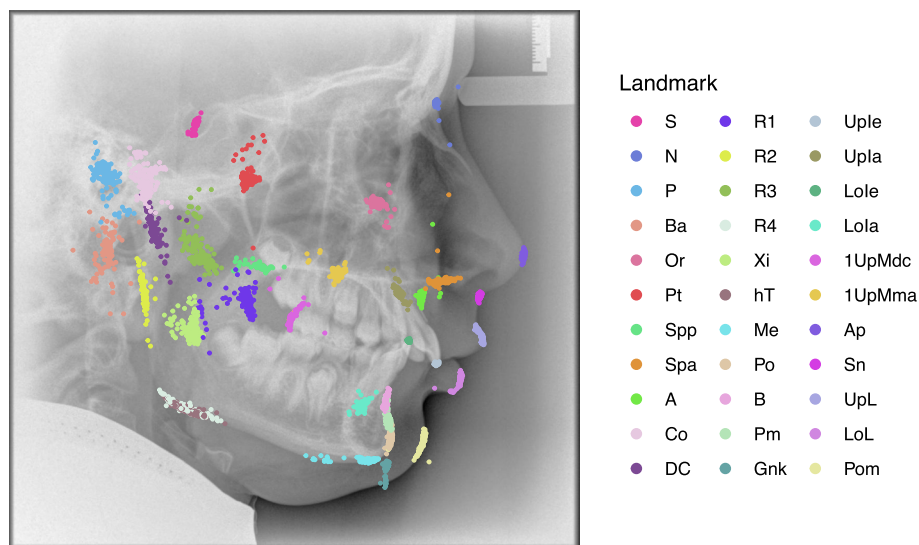 Landmark
S
N
P
Ba
Or
Pt
Spp
Spa
A
Co
DC
R1
R2
R3
R4
Xi
hT
Me
Po
B
Pm
Gnk
UpIe
UpIa
LoIe
LoIa
1UpMdc
1UpMma
Ap
Sn
UpL
LoL
Pom